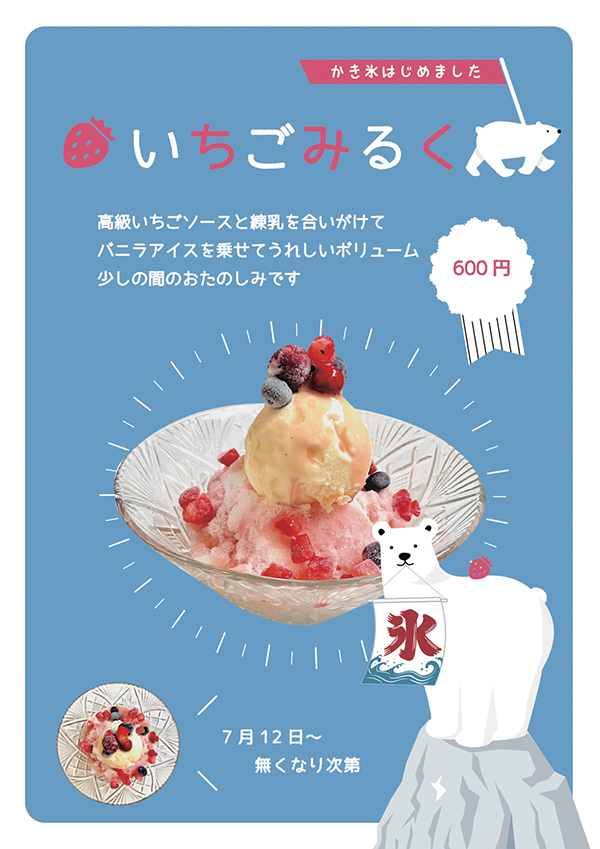 かき氷はじめました
いちごみるく
高級いちごソースと練乳を合いがけて
バニラアイスを乗せてうれしいボリューム
少しの間のおたのしみです
600円
氷
7月12日〜
無くなり次第